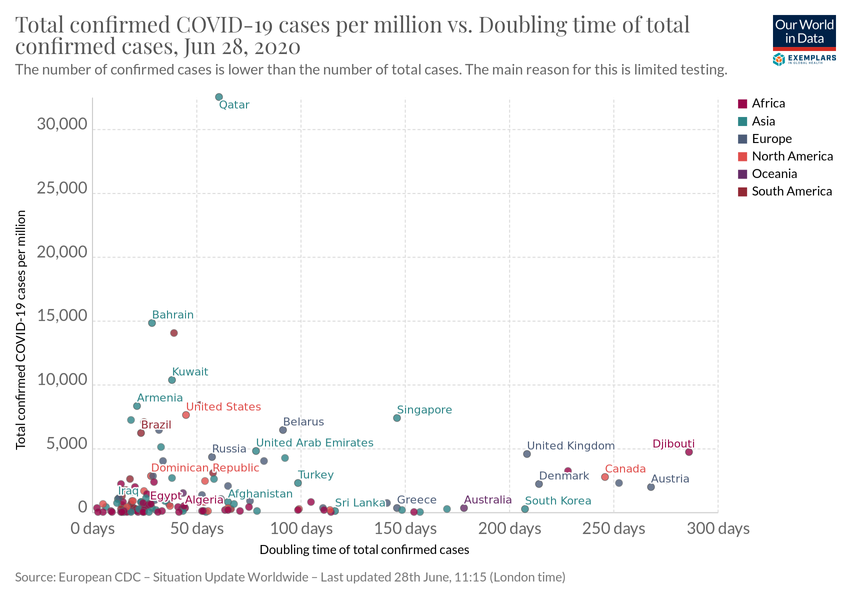 Total confirmed COVID-19 cases per million vs. Doubling time of total
confirmed cases, Jun 28, 2020
The number of confirmed cases is lower than the number of total cases. The main reason for this is limited testing.
Our World
in Data
EXEMPLARS
IN GLOBAL HEALTH
Africa
Asia
Europe
North America
Oceania
South America
Total confirmed COVID-19 cases per million
30,000
25,000
20,000
15,000
10,000
5,000
0
Qatar
Bahrain
Kuwait
Armenia
United States
Brazil
Belarus
Singapore
Russia
United Arab Emirates
United Kingdom
Djibouti
Dominican Republic
Turkey
Denmark
Canada
Austria
Iraq
Egypt
Algeria
Afghanistan
Sri Lanka
Greece
Australia
South Korea
0 days
50 days
100 days
150 days
200 days
250 days
300 days
Doubling time of total confirmed cases
Source: European CDC – Situation Update Worldwide – Last updated 28th June, 11:15 (London time)